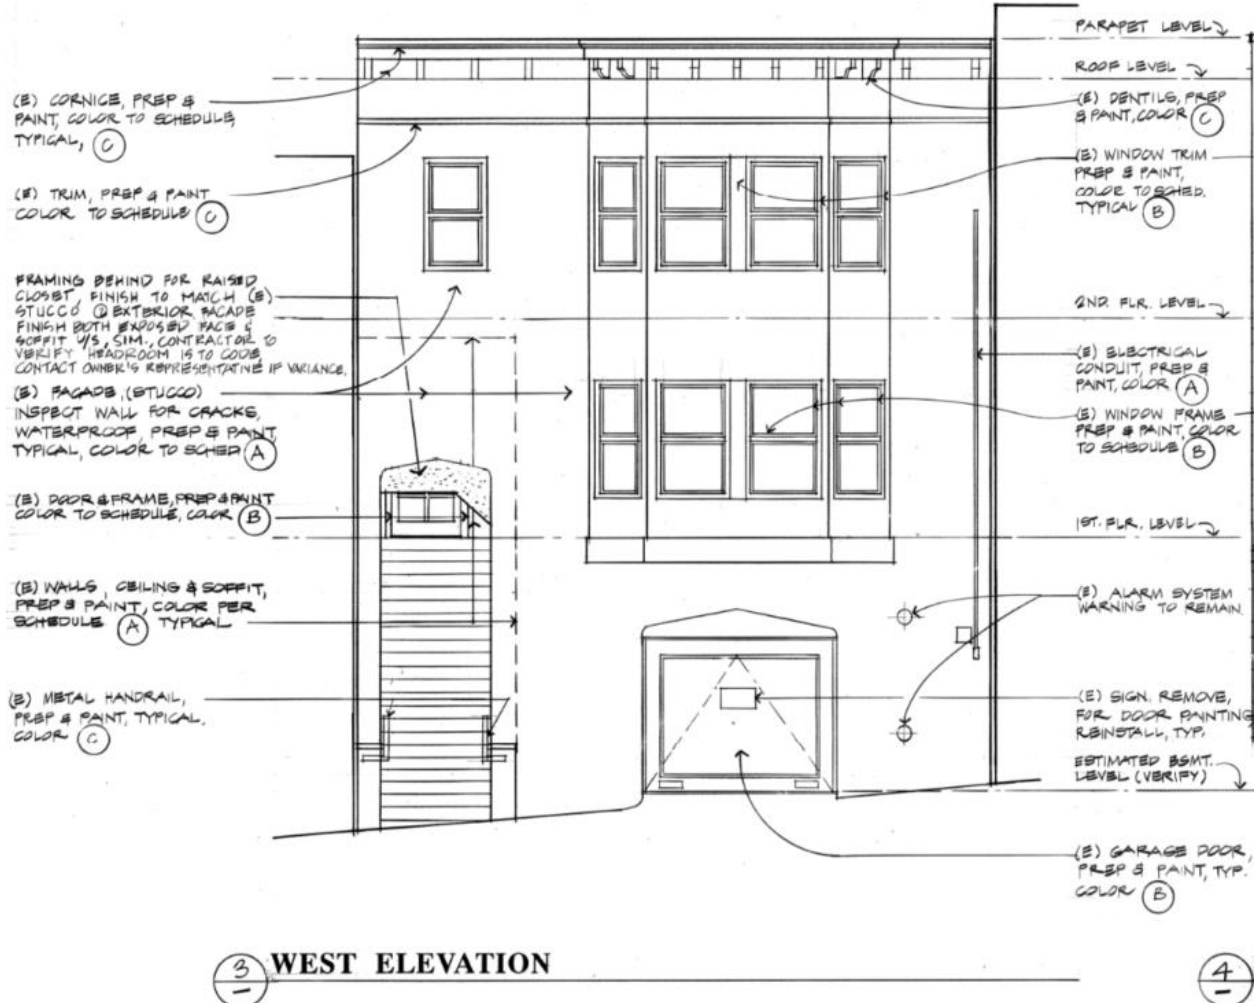 (E) CORNICE, PREP &
PAINT, COLOR TO SCHEDULE,
TYPICAL, C
(E) TRIM, PREP & PAINT
COLOR TO SCHEDULE C
FRAMING BEHIND FOR RAISED
CLOSET, FINISH TO MATCH (E)
STUCCO @ EXTERIOR FACADE
FINISH BOTH EXPOSED FACE &
SOFFIT U/S, SIM., CONTRACTOR TO
VERIFY HEADROOM IS TO CODE,
CONTACT OWNER'S REPRESENTATIVE IF VARIANCE.
(E) FACADE, (STUCCO)
INSPECT WALL FOR CRACKS,
WATERPROOF, PREP & PAINT,
TYPICAL, COLOR TO SCHED A
(E) DOOR & FRAME, PREP & PAINT
COLOR TO SCHEDULE, COLOR B
(E) WALLS, CEILING & SOFFIT,
PREP & PAINT, COLOR PER
SCHEDULE A TYPICAL
(E) METAL HANDRAIL,
PREP & PAINT, TYPICAL,
COLOR C
PARAPET LEVEL
ROOF LEVEL
(E) DENTILS, PREP
& PAINT, COLOR C
(E) WINDOW TRIM
PREP & PAINT,
COLOR TO SCHED.
TYPICAL B
2ND. FLR. LEVEL
(E) ELECTRICAL
CONDUIT, PREP &
PAINT, COLOR A
(E) WINDOW FRAME
PREP & PAINT, COLOR
TO SCHEDULE B
1ST. FLR. LEVEL
(E) ALARM SYSTEM
WARNING TO REMAIN
(E) SIGN. REMOVE,
FOR DOOR PAINTING
REINSTALL, TYP.
ESTIMATED BSMT.
LEVEL (VERIFY)
(E) GARAGE DOOR,
PREP & PAINT, TYP.
COLOR B
3 WEST ELEVATION
4